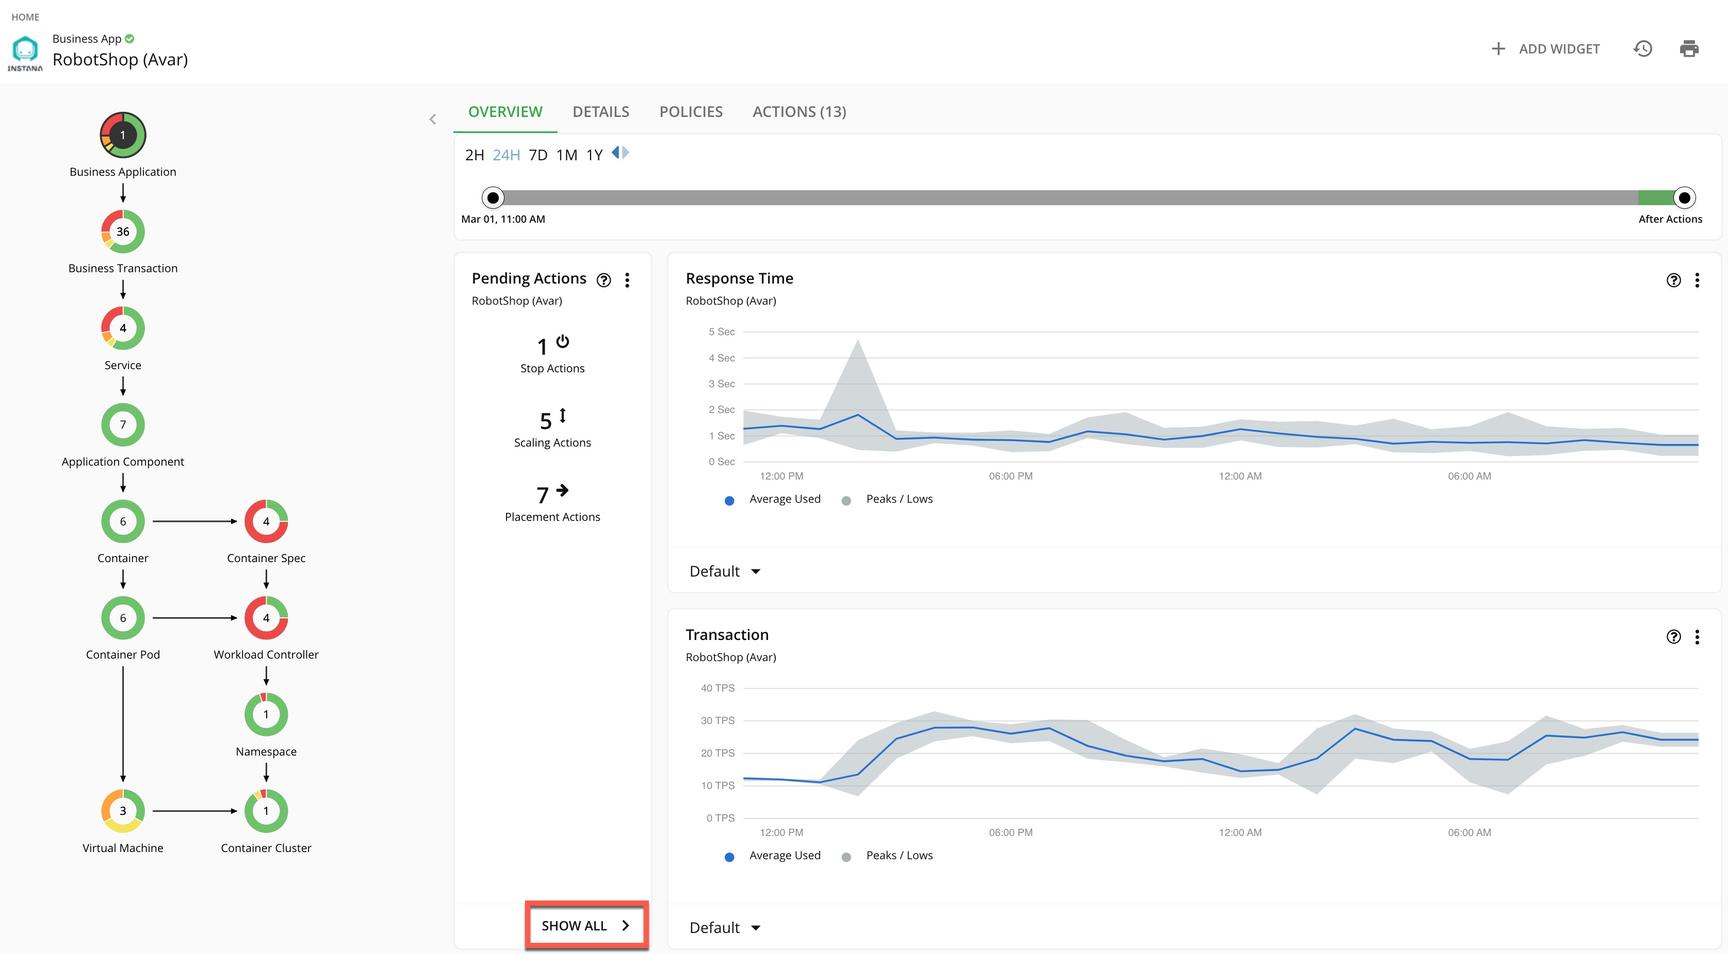 HOME
INSTANA
Business App
RobotShop (Avar)
ADD WIDGET
1
Business Application
36
Business Transaction
4
Service
7
Application Component
6
Container
4
Container Spec
6
Container Pod
4
Workload Controller
1
Namespace
3
Virtual Machine
1
Container Cluster
OVERVIEW DETAILS POLICIES ACTIONS (13)
2H 24H 7D 1M 1Y
Mar 01, 11:00 AM
After Actions
Pending Actions
RobotShop (Avar)
1
Stop Actions
5
Scaling Actions
7
Placement Actions
SHOW ALL
Response Time
RobotShop (Avar)
5 Sec
4 Sec
3 Sec
2 Sec
1 Sec
0 Sec
12:00 PM 06:00 PM 12:00 AM 06:00 AM
Average Used Peaks / Lows
Default
Transaction
RobotShop (Avar)
40 TPS
30 TPS
20 TPS
10 TPS
0 TPS
12:00 PM 06:00 PM 12:00 AM 06:00 AM
Average Used Peaks / Lows
Default